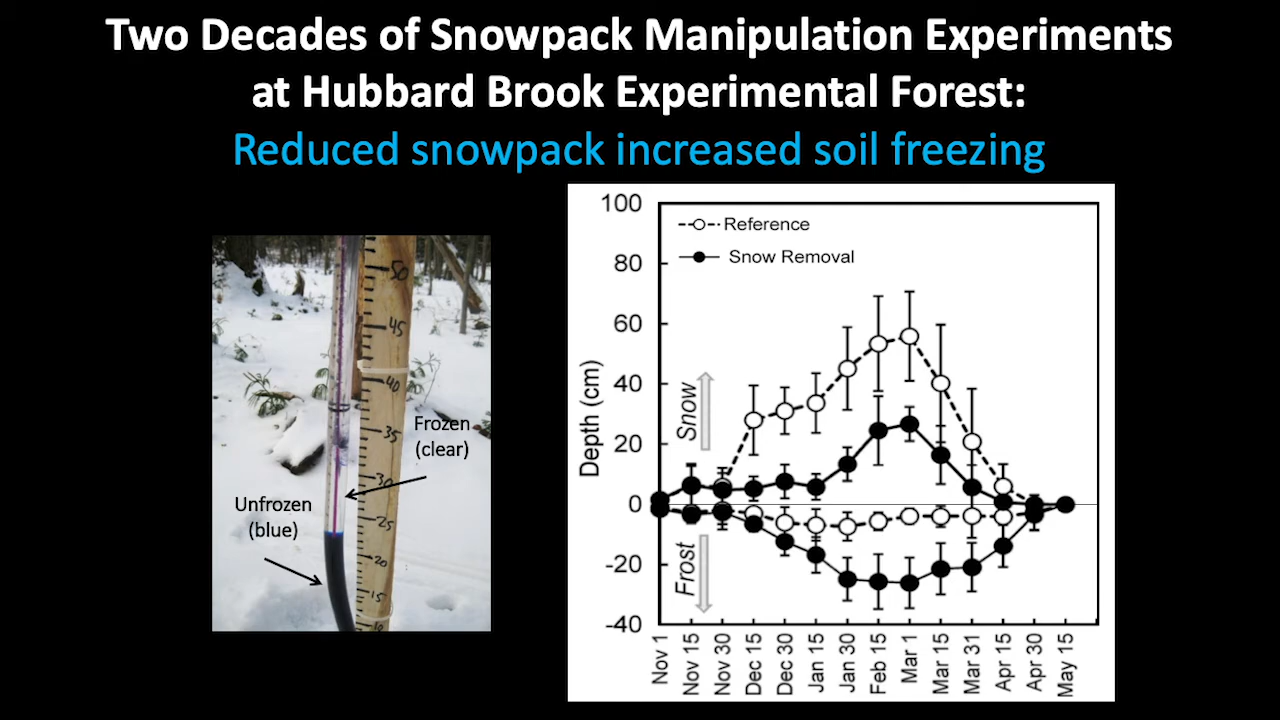 Two Decades of Snowpack Manipulation Experiments
at Hubbard Brook Experimental Forest:
Reduced snowpack increased soil freezing
50
45
40
35
30
25
20
15
10
Frozen
(clear)
Unfrozen
(blue)
100
80
60
40
20
0
-20
-40
Depth (cm)
Reference
Snow Removal
Snow
Frost
Nov 1
Nov 15
Nov 30
Dec 15
Dec 30
Jan 15
Jan 30
Feb 15
Mar 1
Mar 15
Mar 31
Apr 15
Apr 30
May 15